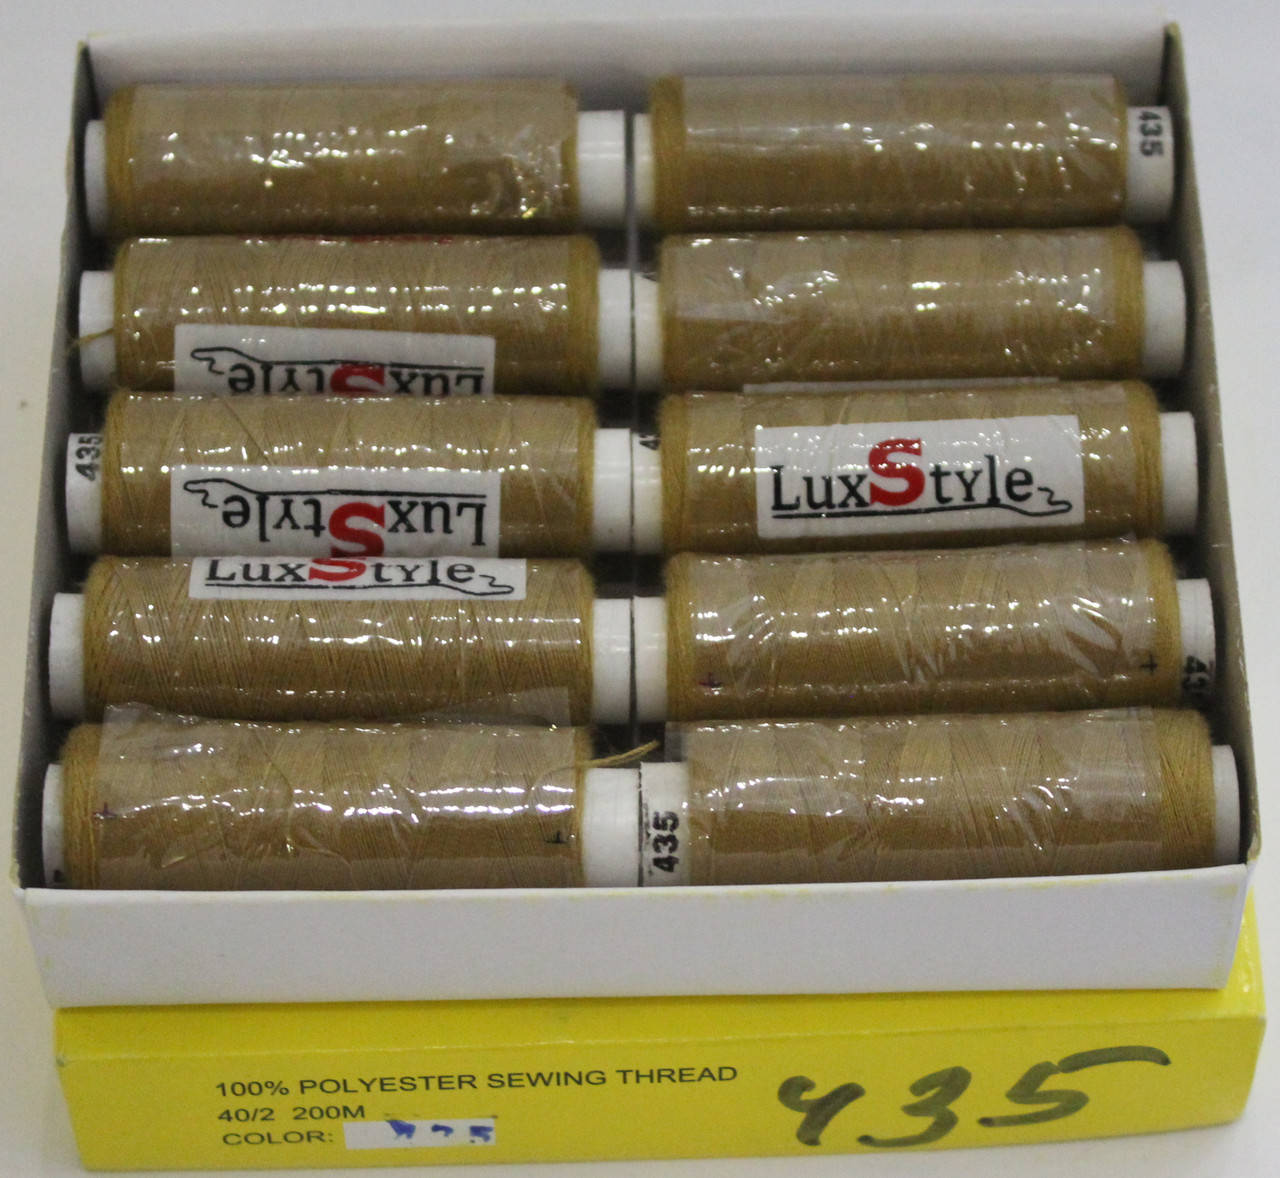 435
LuxStyle
435
LuxStyle
LuxStyle
LuxStyle
435
100% POLYESTER SEWING THREAD
40/2 200M
COLOR:
435